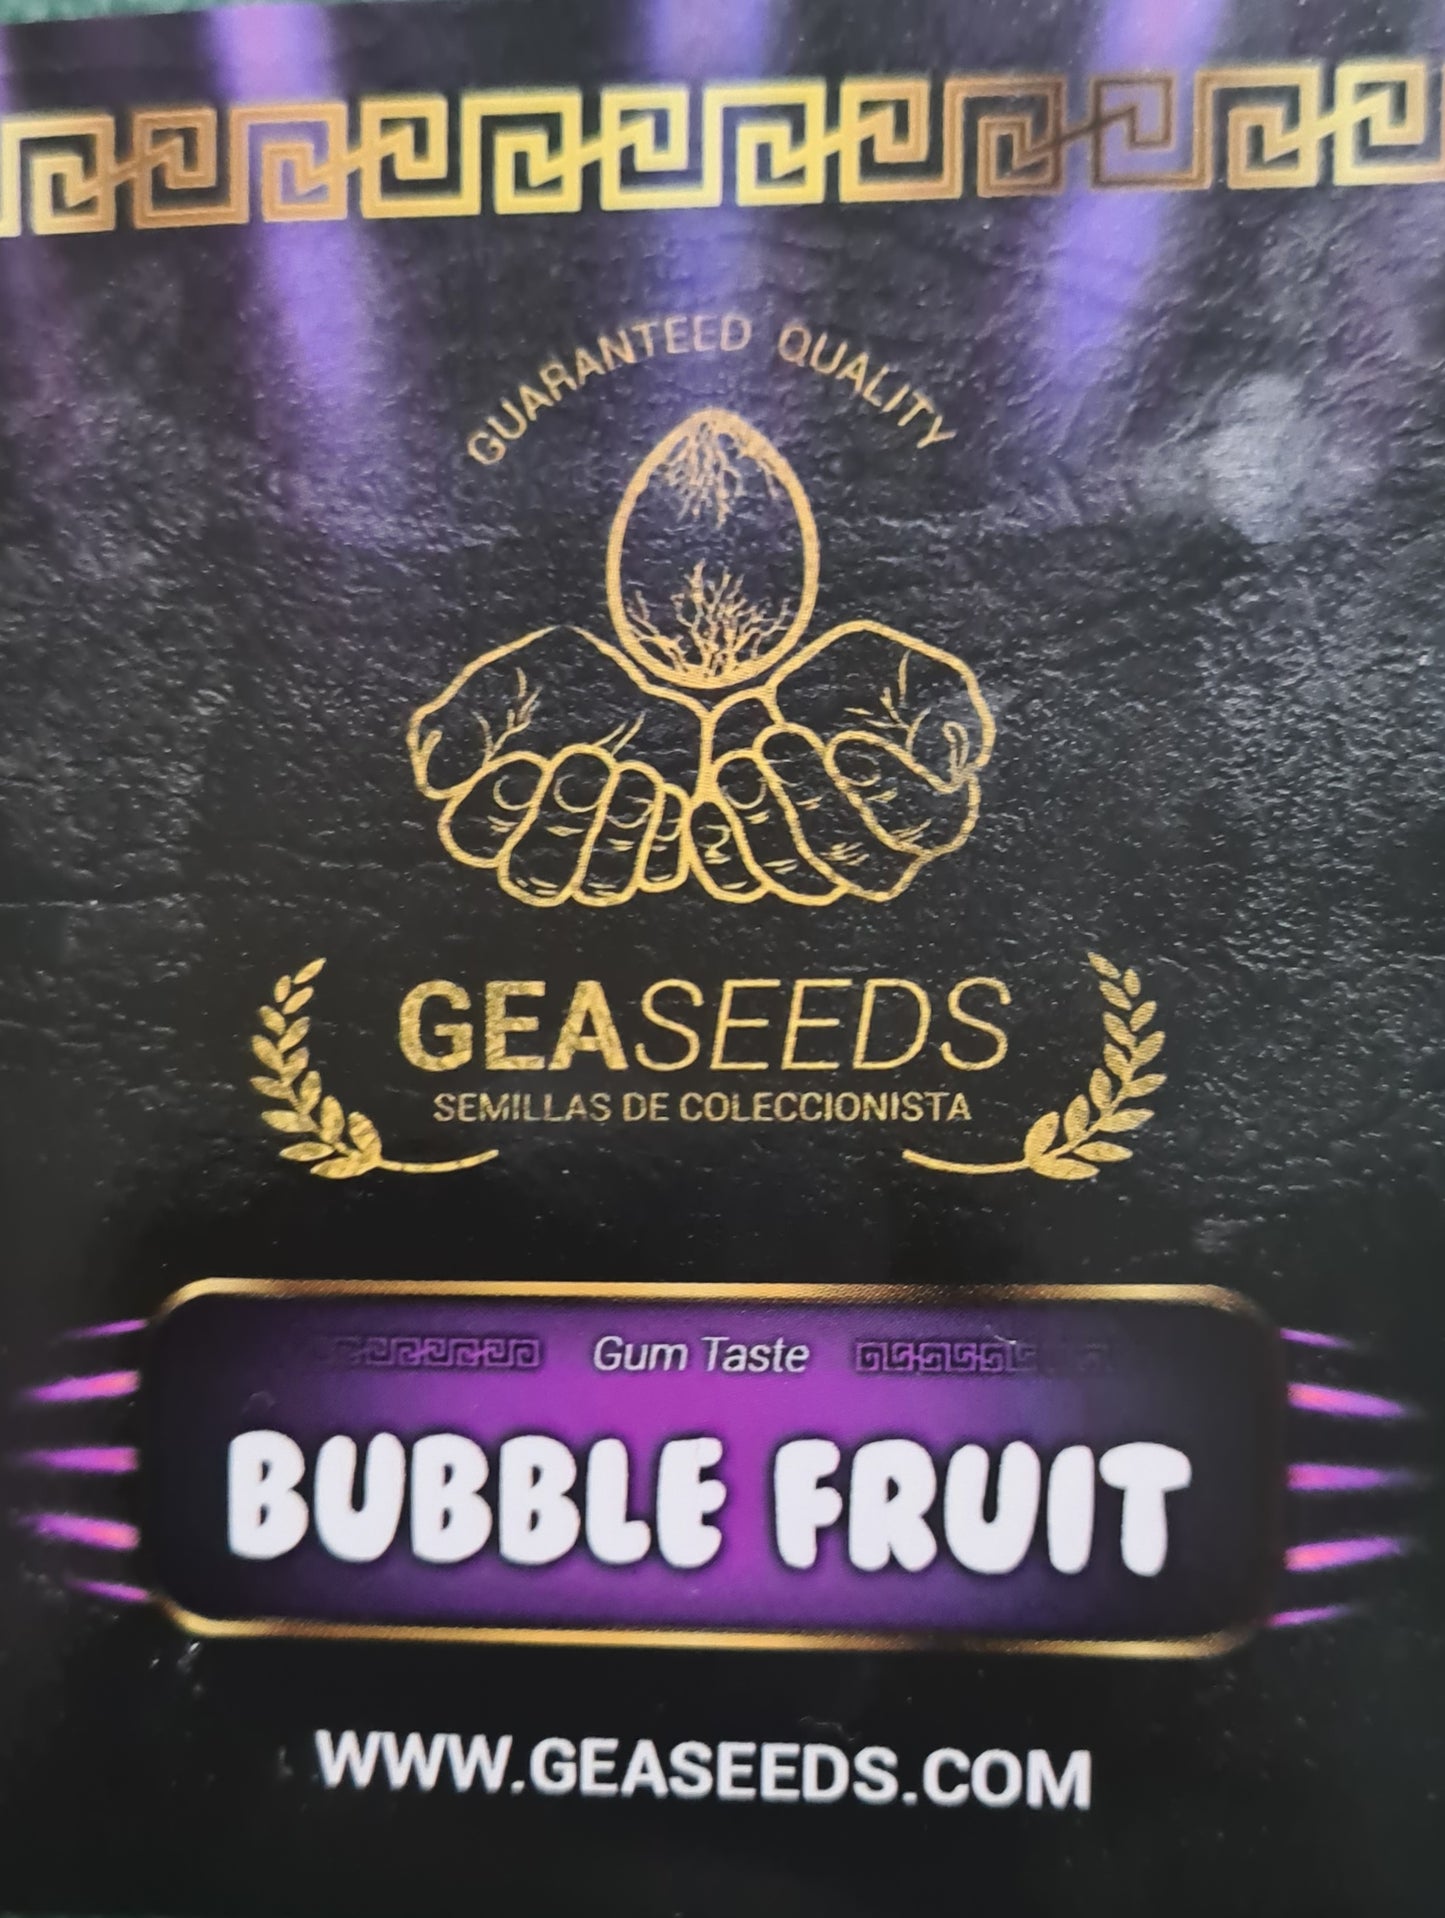 GUARANTEED QUALITY
GEASEEDS
SEMILLAS DE COLECCIONISTA
Gum Taste
BUBBLE FRUIT
WWW.GEASEEDS.COM